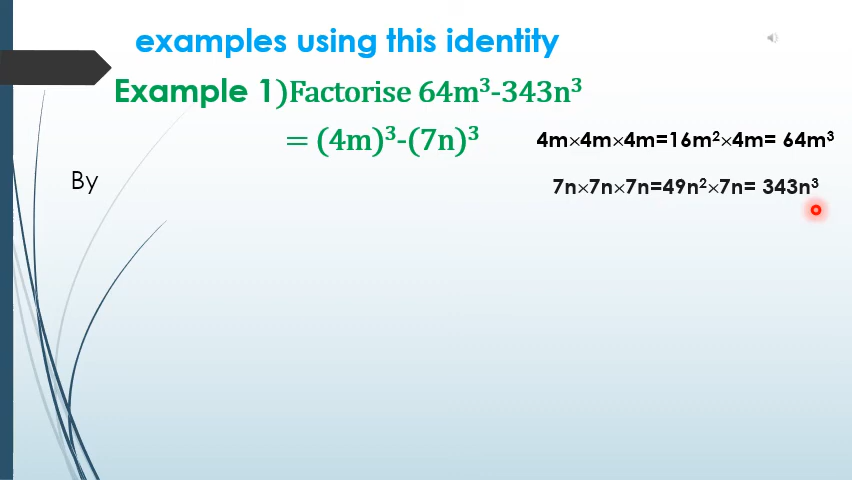 examples using this identity
Example 1)Factorise 64m³-343n³
= (4m)³-(7n)³
4m×4m×4m=16m²×4m= 64m³
By
7n×7n×7n=49n²×7n= 343n³